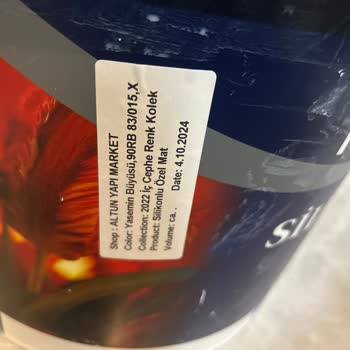 Shop : ALTUN YAPI MARKET
Color: Yasemin Büyüsü,90RB 83/015,X
Collection: 2022 İç Cephe Renk Kolek
Product: Silikonlu Özel Mat
Volume: ca. . Date: 4.10.2024